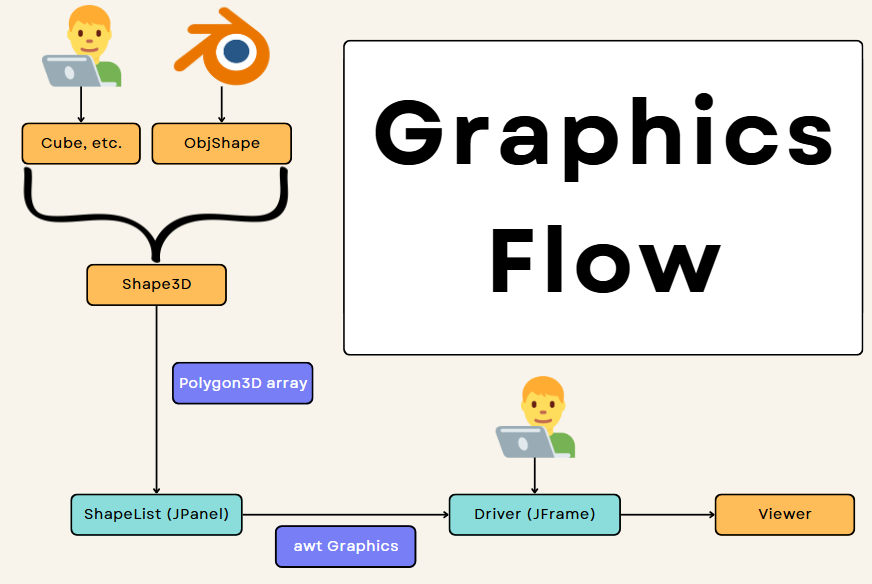 Graphics
Flow
Cube, etc.
ObjShape
Shape3D
Polygon3D array
ShapeList (JPanel)
awt Graphics
Driver (JFrame)
Viewer